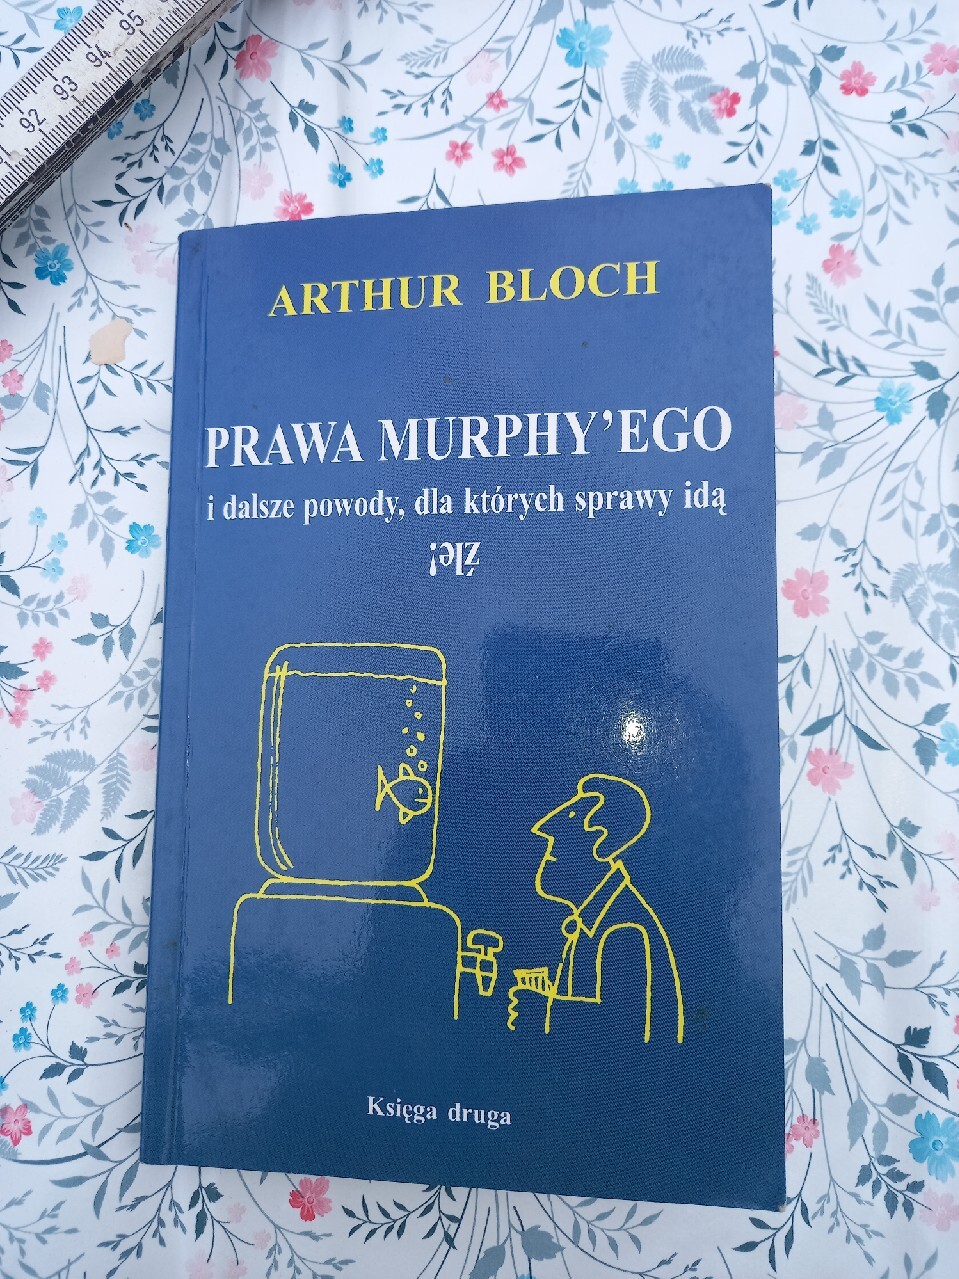 92 93 94 95
ARTHUR BLOCH
PRAWA MURPHY’EGO
i dalsze powody, dla których sprawy idą
źle!
Księga druga